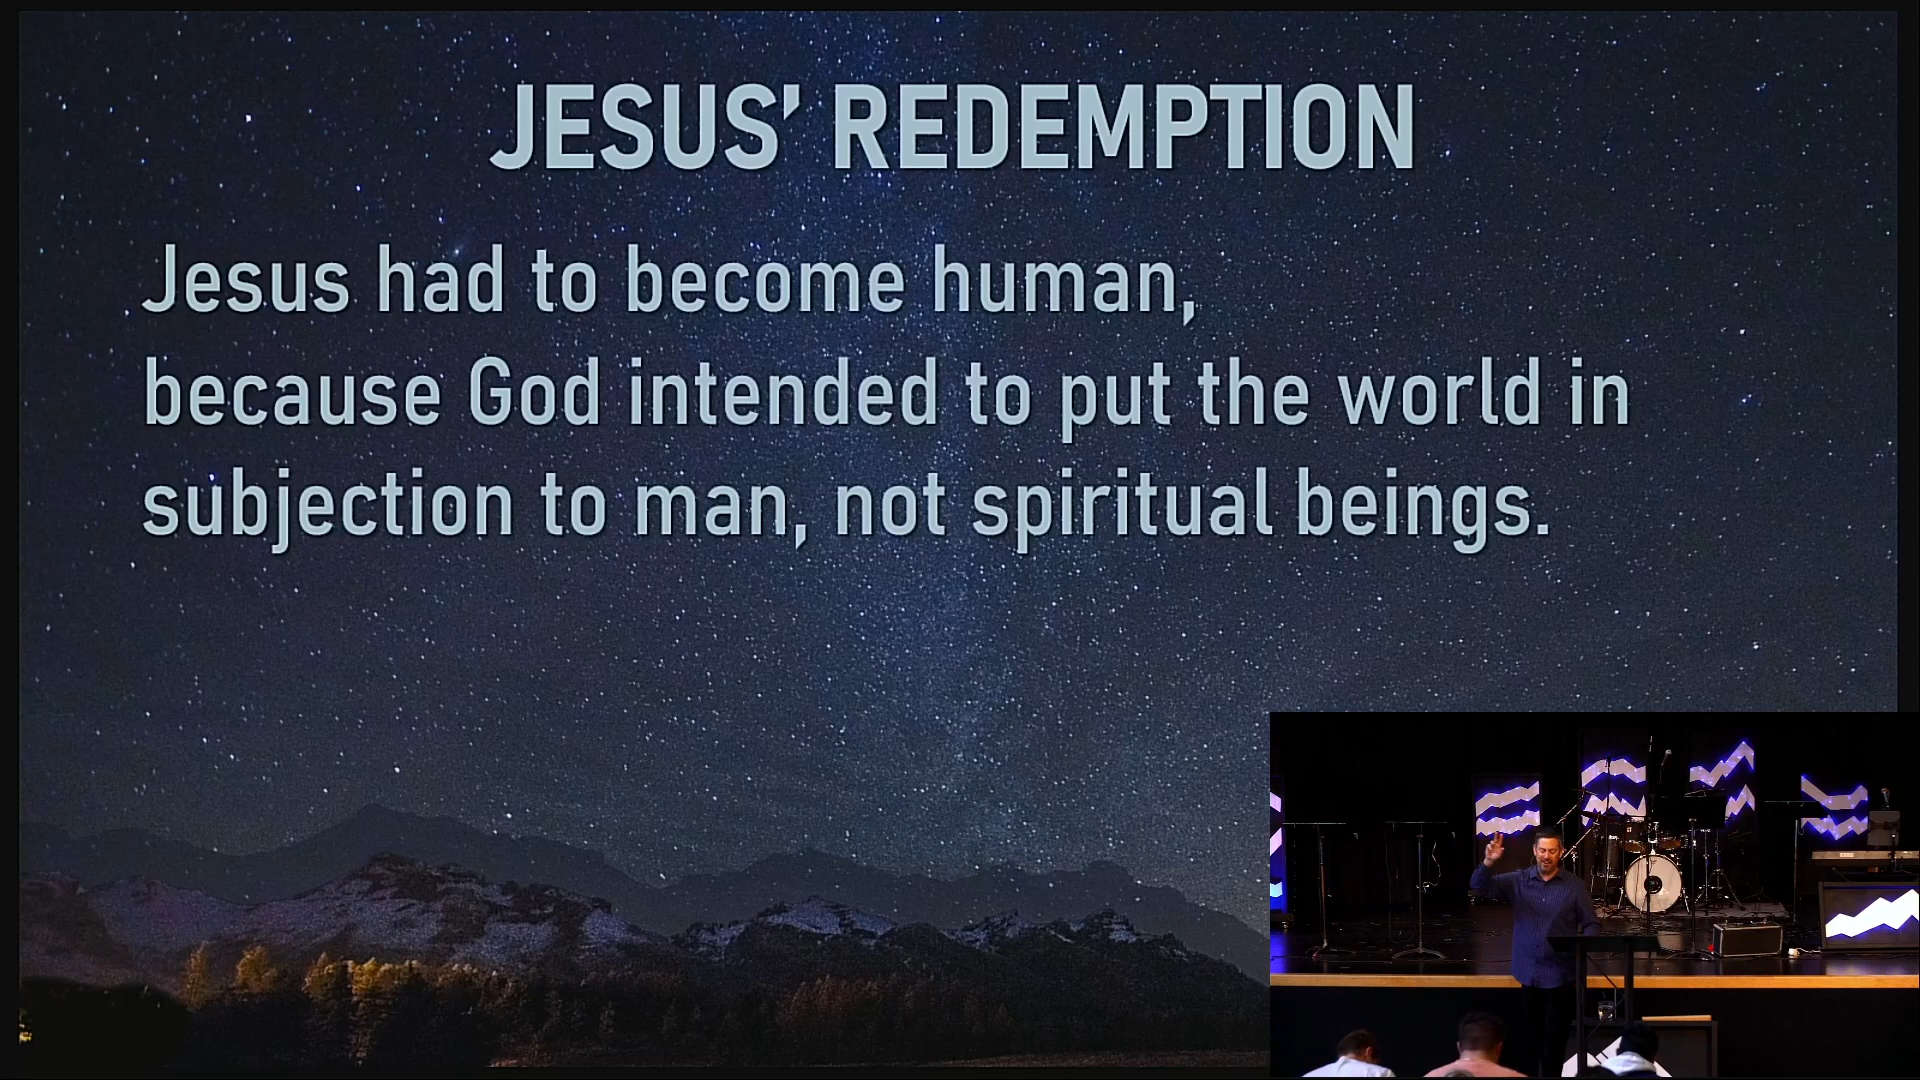 JESUS’ REDEMPTION
Jesus had to become human,
because God intended to put the world in
subjection to man, not spiritual beings.